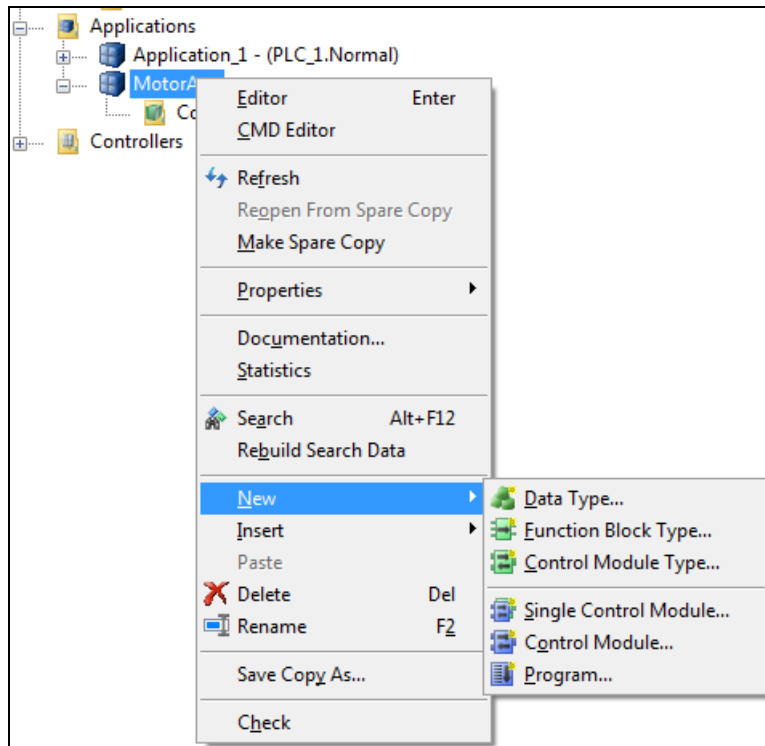 Applications
Application_1 - (PLC_1.Normal)
MotorA
Co
Controllers
Editor Enter
CMD Editor
Refresh
Reopen From Spare Copy
Make Spare Copy
Properties
Documentation...
Statistics
Search Alt+F12
Rebuild Search Data
New
Insert
Paste
Delete Del
Rename F2
Save Copy As...
Check
Data Type...
Function Block Type...
Control Module Type...
Single Control Module...
Control Module...
Program...